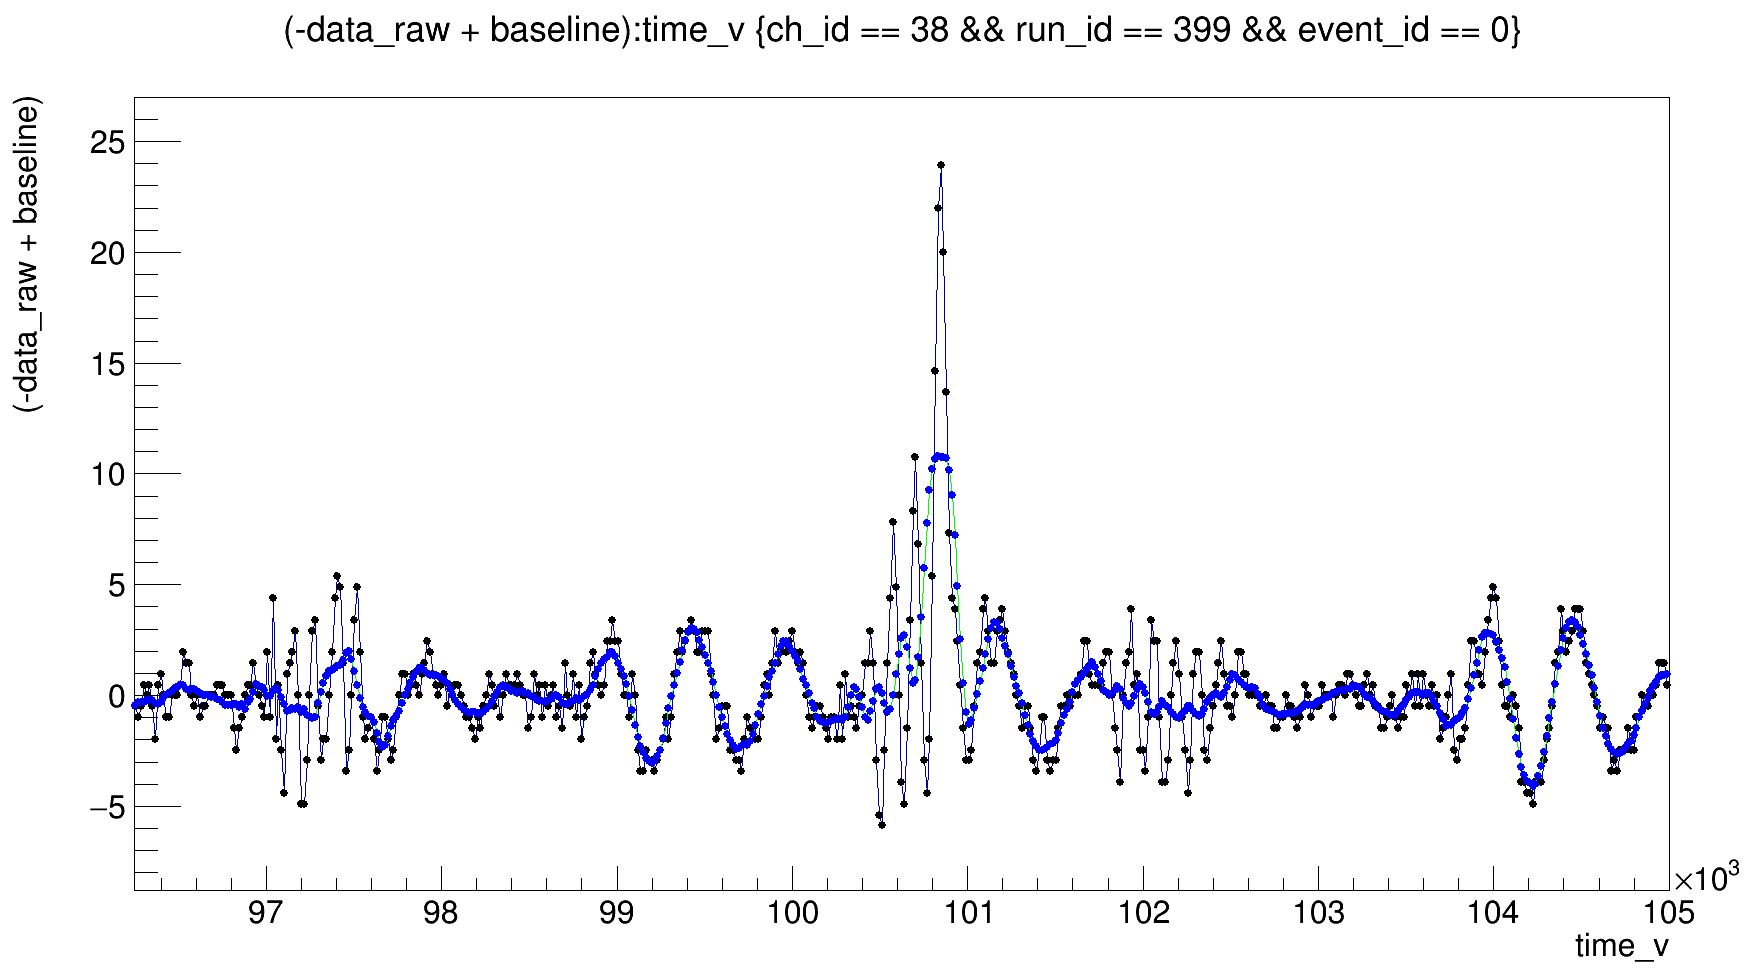 (-data_raw + baseline):time_v {ch_id == 38 && run_id == 399 && event_id == 0}
(-data_raw + baseline)
25
20
15
10
5
0
−5
97 98 99 100 101 102 103 104 105
×10³
time_v